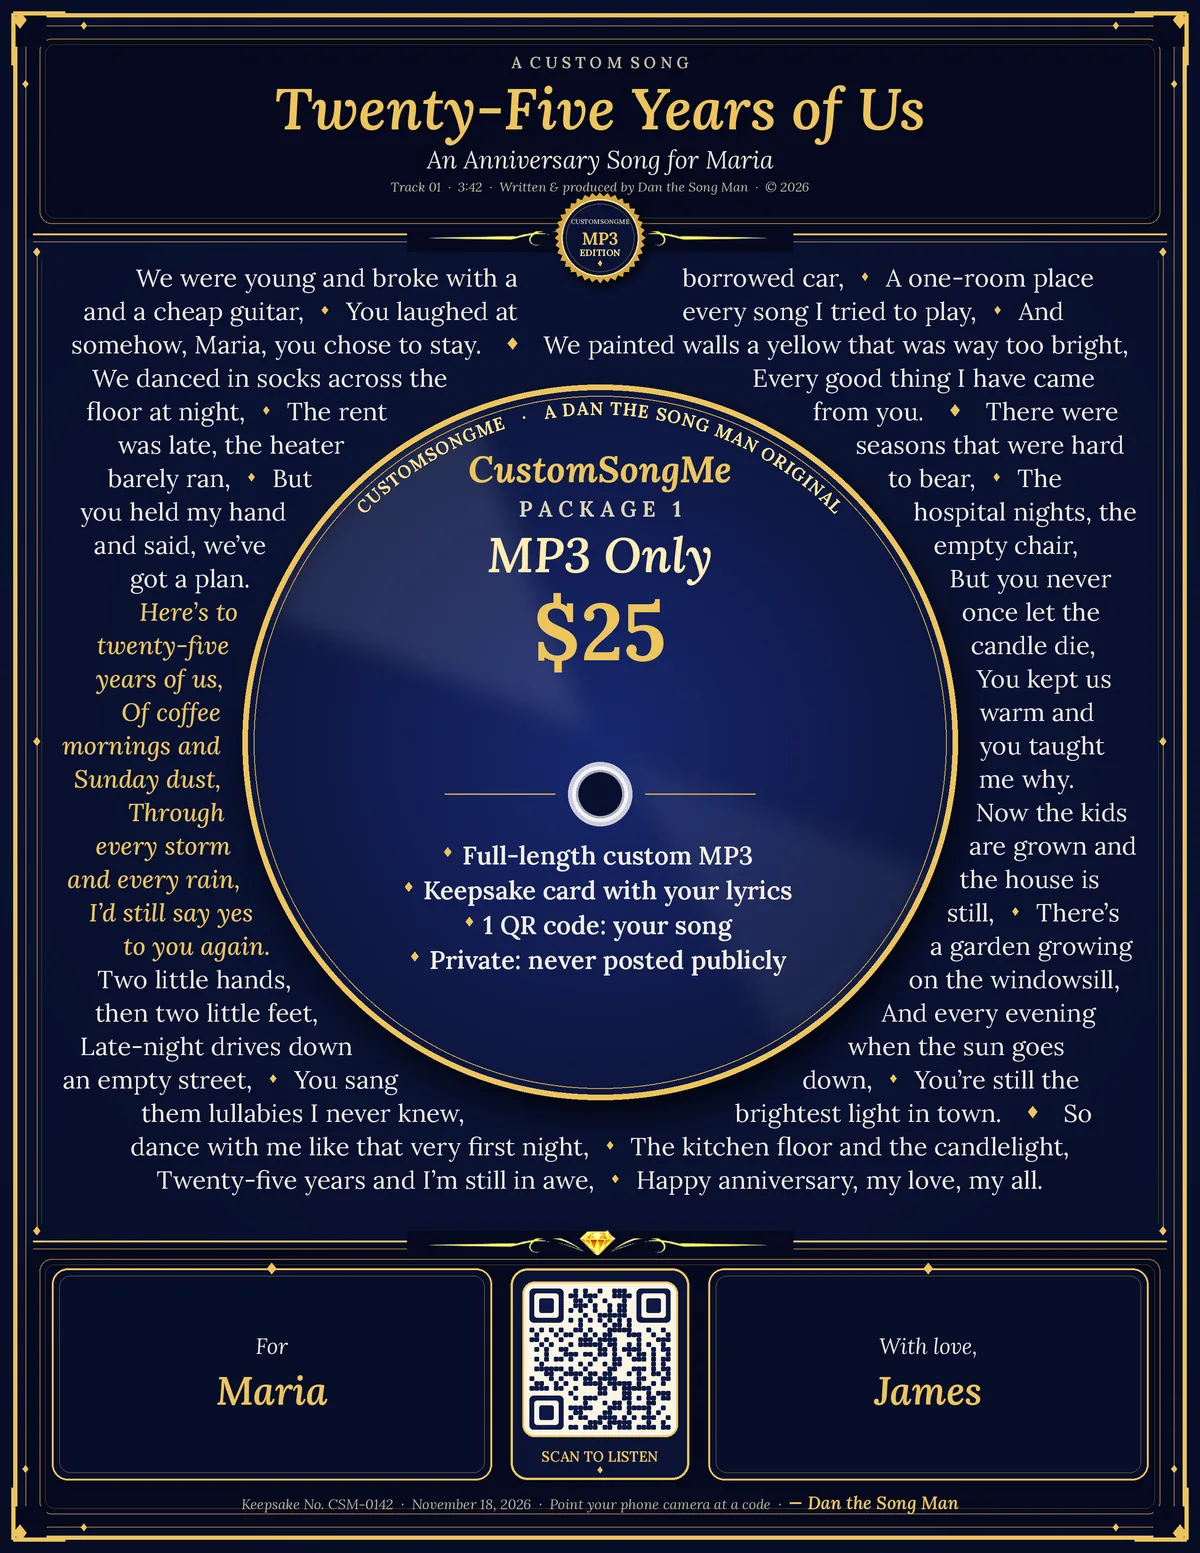 A CUSTOM SONG
Twenty-Five Years of Us
An Anniversary Song for Maria
Track 01 · 3:42 · Written & produced by Dan the Song Man · © 2026
CUSTOMSONGME
MP3
EDITION
We were young and broke with a borrowed car, ♦ A one-room place
and a cheap guitar, ♦ You laughed at every song I tried to play, ♦ And
somehow, Maria, you chose to stay. ♦ We painted walls a yellow that was way too bright,
We danced in socks across the
floor at night, ♦ The rent
was late, the heater
barely ran, ♦ But
you held my hand
and said, we’ve
got a plan.
Here’s to
twenty-five
years of us,
Of coffee
mornings and
Sunday dust,
Through
every storm
and every rain,
I’d still say yes
to you again.
Two little hands,
then two little feet,
Late-night drives down
an empty street, ♦ You sang
them lullabies I never knew,
Every good thing I have came
from you. ♦ There were
seasons that were hard
to bear, ♦ The
hospital nights, the
empty chair,
But you never
once let the
candle die,
You kept us
warm and
you taught
me why.
Now the kids
are grown and
the house is
still, ♦ There’s
a garden growing
on the windowsill,
And every evening
when the sun goes
down, ♦ You’re still the
brightest light in town. ♦ So
dance with me like that very first night, ♦ The kitchen floor and the candlelight,
Twenty-five years and I’m still in awe, ♦ Happy anniversary, my love, my all.
CUSTOMSONGME · A DAN THE SONG MAN ORIGINAL
CustomSongMe
PACKAGE 1
MP3 Only
$25
♦ Full-length custom MP3
♦ Keepsake card with your lyrics
♦ 1 QR code: your song
♦ Private: never posted publicly
For
Maria
SCAN TO LISTEN
With love,
James
Keepsake No. CSM-0142 · November 18, 2026 · Point your phone camera at a code · — Dan the Song Man